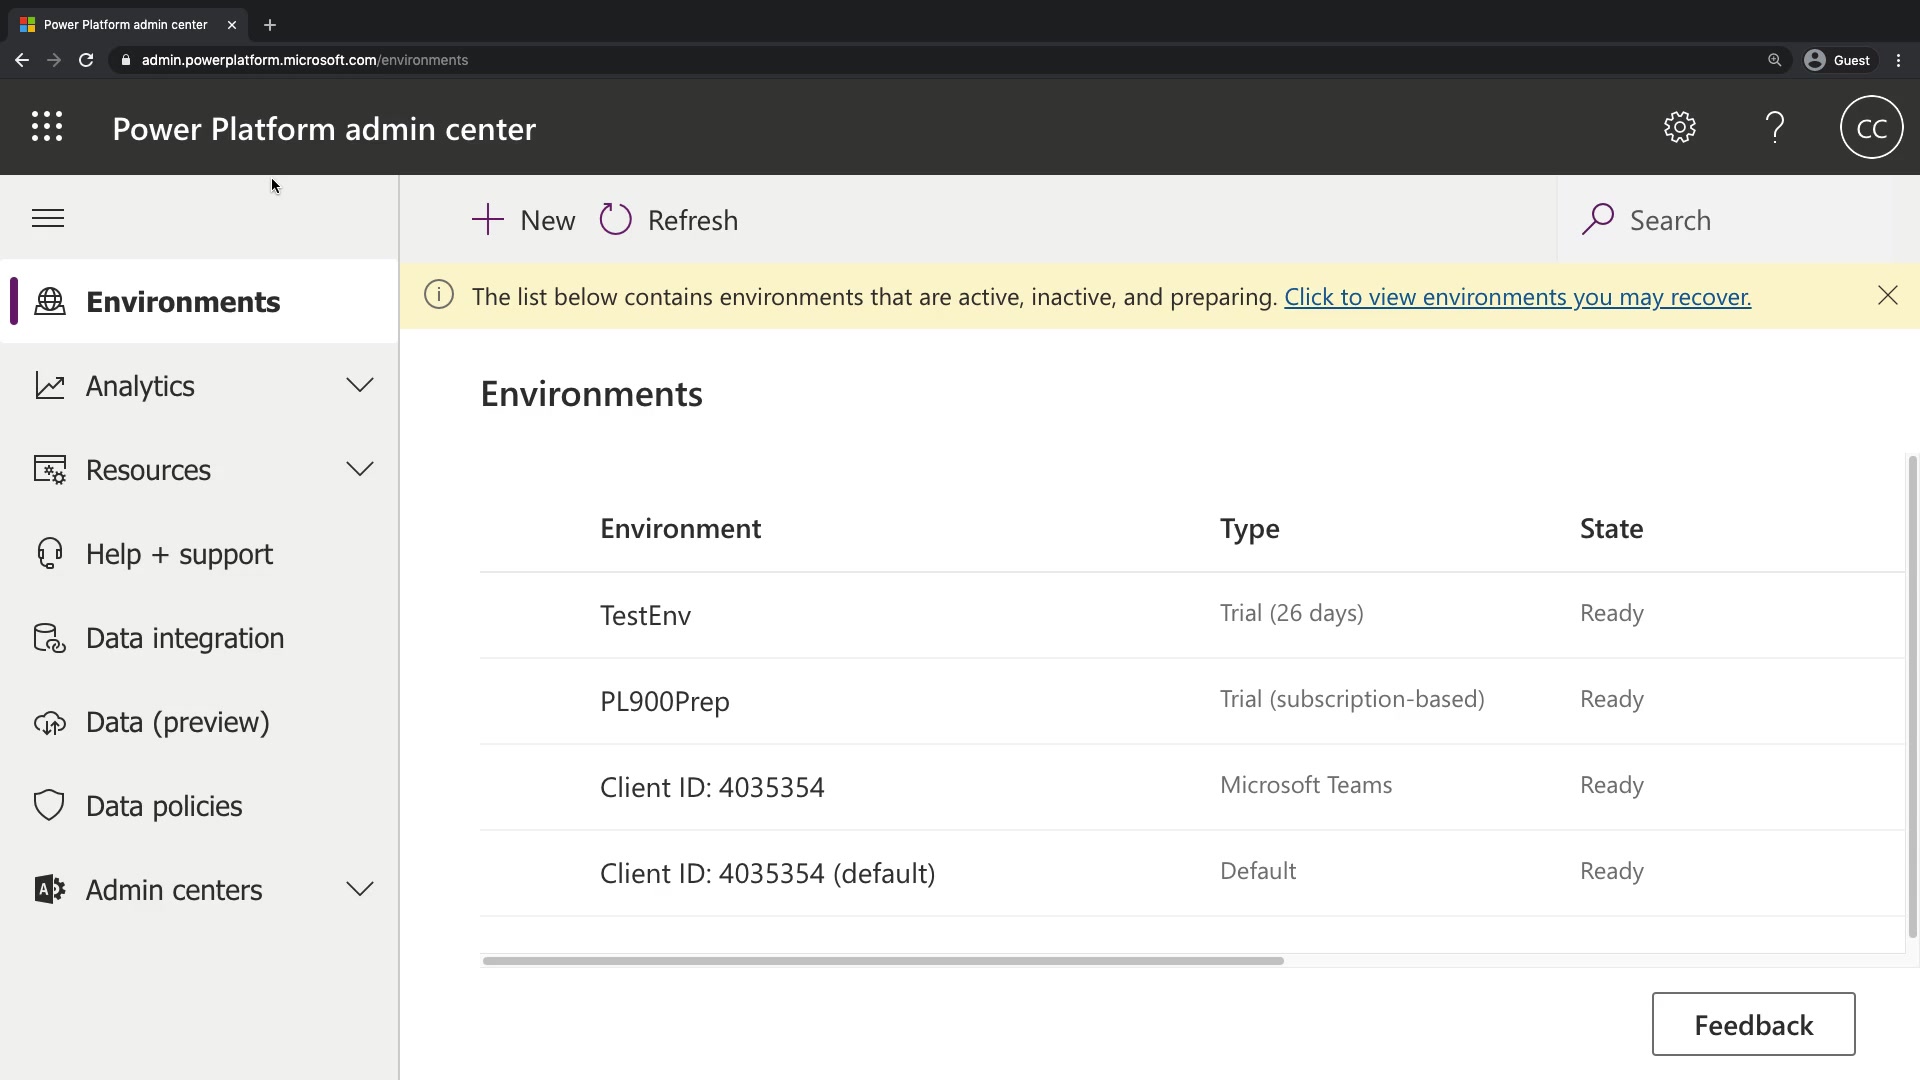 Power Platform admin center
admin.powerplatform.microsoft.com/environments
Guest
Power Platform admin center
CC
New
Refresh
Search
Environments
The list below contains environments that are active, inactive, and preparing. Click to view environments you may recover.
Analytics
Resources
Help + support
Data integration
Data (preview)
Data policies
Admin centers
Environments
Environment Type State
TestEnv Trial (26 days) Ready
PL900Prep Trial (subscription-based) Ready
Client ID: 4035354 Microsoft Teams Ready
Client ID: 4035354 (default) Default Ready
Feedback